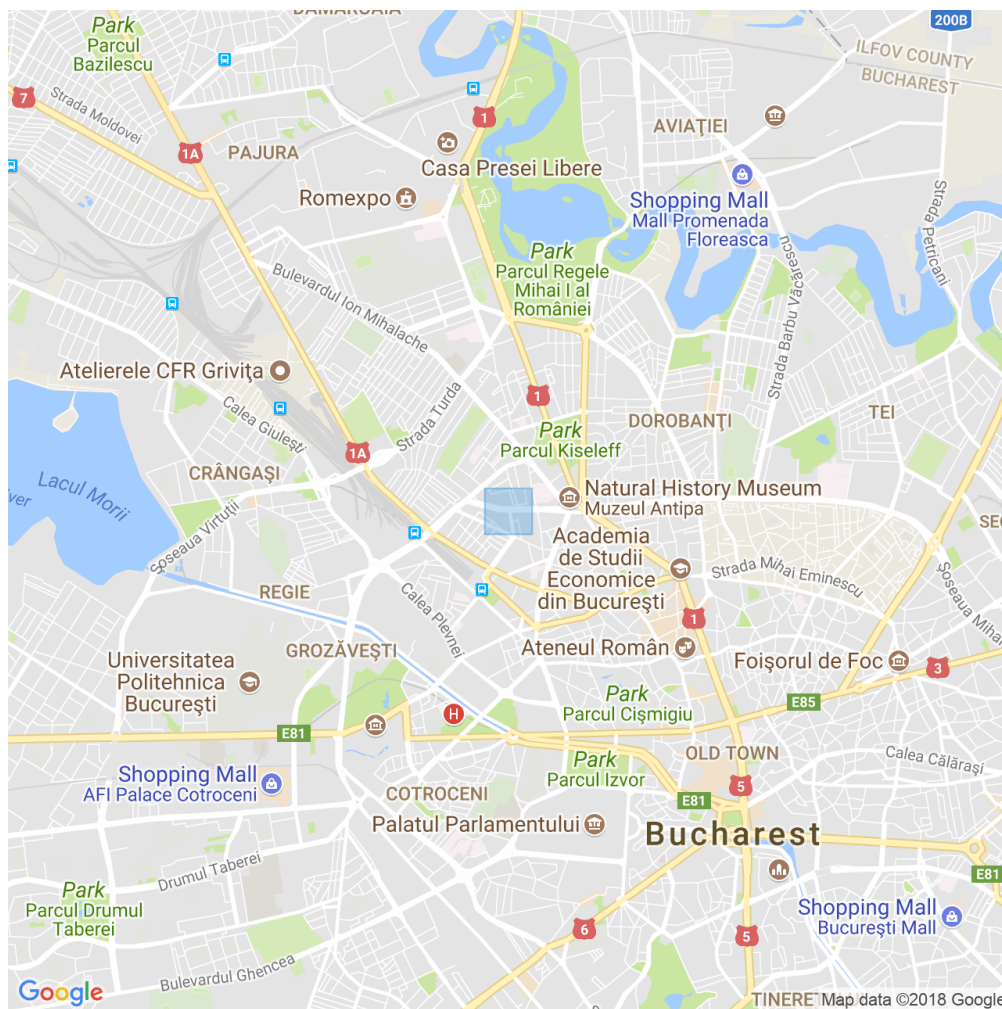 Park
Parcul
Bazilescu
200B
ILFOV COUNTY
BUCHAREST
7
Strada Moldovei
1
1A
PAJURA
AVIAŢIEI
Casa Presei Libere
Romexpo
Shopping Mall
Mall Promenada
Floreasca
Strada Petricani
Park
Parcul Regele
Mihai I al
României
Bulevardul Ion Mihalache
Strada Barbu Văcărescu
Atelierele CFR Griviţa
1
Calea Giuleşti
Strada Turda
DOROBANŢI
TEI
Park
Parcul Kiseleff
1A
CRÂNGAŞI
Lacul Morii
Natural History Museum
Muzeul Antipa
Şoseaua Virtuţii
Academia
de Studii
Economice
din Bucureşti
Strada Mihai Eminescu
Şoseaua Mihai
REGIE
Calea Plevnei
1
GROZĂVEŞTI
Ateneul Român
Foişorul de Foc
3
Universitatea
Politehnica
Bucureşti
Park
Parcul Cişmigiu
E85
H
E81
OLD TOWN
Calea Călăraşi
Park
Parcul Izvor
Shopping Mall
AFI Palace Cotroceni
5
COTROCENI
E81
Palatul Parlamentului
Bucharest
Drumul Taberei
E81
Park
Parcul Drumul
Taberei
Shopping Mall
Bucureşti Mall
6
5
Bulevardul Ghencea
Google
Map data ©2018 Google